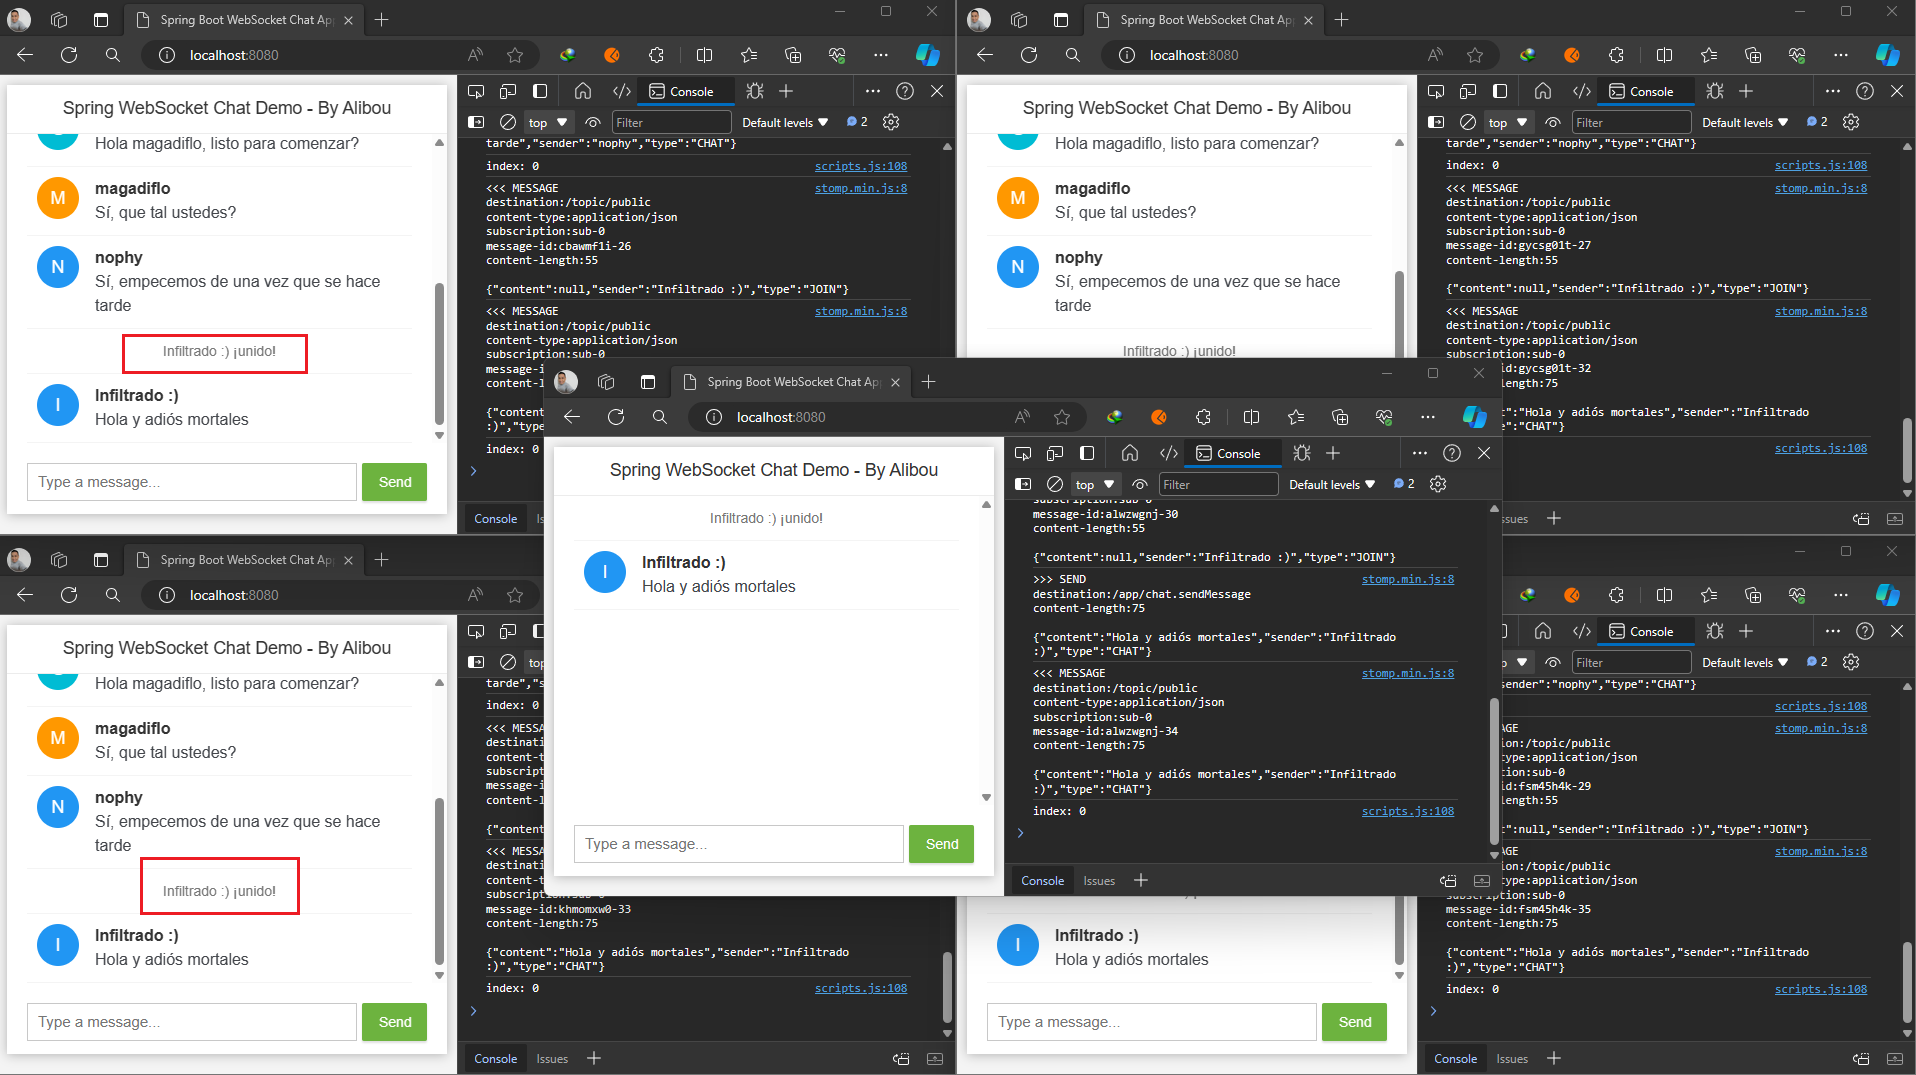 Spring Boot WebSocket Chat Ap
localhost:8080
Spring WebSocket Chat Demo - By Alibou
Hola magadiflo, listo para comenzar?
M
magadiflo
Sí, que tal ustedes?
N
nophy
Sí, empecemos de una vez que se hace
tarde
Infiltrado :) ¡unido!
I
Infiltrado :)
Hola y adiós mortales
Type a message...
Send
Console
top
Filter
Default levels
2
tarde","sender":"nophy","type":"CHAT"}
index: 0 scripts.js:108
<<< MESSAGE stomp.min.js:8
destination:/topic/public
content-type:application/json
subscription:sub-0
message-id:cbawmfli-26
content-length:55
{"content":null,"sender":"Infiltrado :)","type":"JOIN"}
<<< MESSAGE stomp.min.js:8
destination:/topic/public
content-type:application/json
subscription:sub-0
message-i
content-l
{"content
:)","type
index: 0
Console
Is
Spring Boot WebSocket Chat Ap
localhost:8080
Spring WebSocket Chat Demo - By Alibou
Hola magadiflo, listo para comenzar?
M
magadiflo
Sí, que tal ustedes?
N
nophy
Sí, empecemos de una vez que se hace
tarde
Infiltrado :) ¡unido!
Console
top
Filter
Default levels
2
tarde","sender":"nophy","type":"CHAT"}
index: 0 scripts.js:108
<<< MESSAGE stomp.min.js:8
destination:/topic/public
content-type:application/json
subscription:sub-0
message-id:gycsg01t-27
content-length:55
{"content":null,"sender":"Infiltrado :)","type":"JOIN"}
<<< MESSAGE stomp.min.js:8
destination:/topic/public
content-type:application/json
subscription:sub-0
id:gycsg01t-32
length:75
:"Hola y adiós mortales","sender":"Infiltrado
pe":"CHAT"}
scripts.js:108
ssues
Spring Boot WebSocket Chat Ap
localhost:8080
Spring WebSocket Chat Demo - By Alibou
Infiltrado :) ¡unido!
I
Infiltrado :)
Hola y adiós mortales
Type a message...
Send
Console
top
Filter
Default levels
2
subscription:sub-0
message-id:alwzwgnj-30
content-length:55
{"content":null,"sender":"Infiltrado :)","type":"JOIN"}
>>> SEND stomp.min.js:8
destination:/app/chat.sendMessage
content-length:75
{"content":"Hola y adiós mortales","sender":"Infiltrado
:)","type":"CHAT"}
<<< MESSAGE stomp.min.js:8
destination:/topic/public
content-type:application/json
subscription:sub-0
message-id:alwzwgnj-34
content-length:75
{"content":"Hola y adiós mortales","sender":"Infiltrado
:)","type":"CHAT"}
index: 0 scripts.js:108
Console
Issues
Spring Boot WebSocket Chat Ap
localhost:8080
Spring WebSocket Chat Demo - By Alibou
Hola magadiflo, listo para comenzar?
M
magadiflo
Sí, que tal ustedes?
N
nophy
Sí, empecemos de una vez que se hace
tarde
Infiltrado :) ¡unido!
I
Infiltrado :)
Hola y adiós mortales
Type a message...
Send
top
tarde","s
index: 0
<<< MESSA
destinati
content-t
subscript
message-i
content-l
{"content
<<< MESSA
destinati
content-t
subscription:sub-0
message-id:khmomxw0-33
content-length:75
{"content":"Hola y adiós mortales","sender":"Infiltrado
:)","type":"CHAT"}
index: 0 scripts.js:108
Console
Issues
I
Infiltrado :)
Hola y adiós mortales
Type a message...
Send
Console
p
Filter
Default levels
2
sender":"nophy","type":"CHAT"}
scripts.js:108
AGE stomp.min.js:8
ion:/topic/public
ype:application/json
ion:sub-0
id:fsm45h4k-29
length:55
":null,"sender":"Infiltrado :)","type":"JOIN"}
AGE stomp.min.js:8
ion:/topic/public
ype:application/json
subscription:sub-0
message-id:fsm45h4k-35
content-length:75
{"content":"Hola y adiós mortales","sender":"Infiltrado
:)","type":"CHAT"}
index: 0 scripts.js:108
Console
Issues